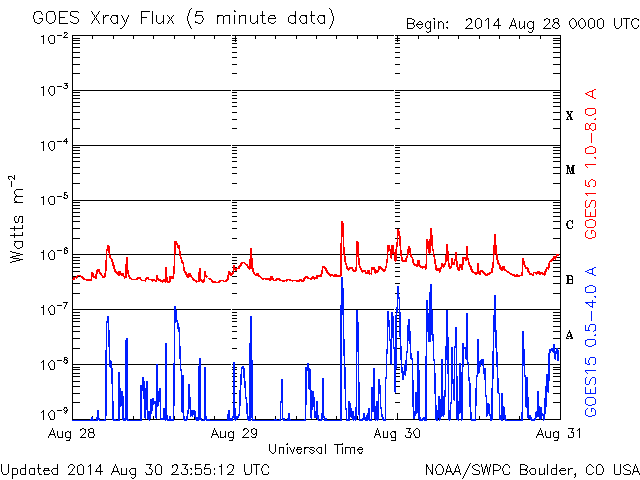 GOES Xray Flux (5 minute data)
Begin: 2014 Aug 28 0000 UTC
10⁻²
10⁻³
10⁻⁴
10⁻⁵
10⁻⁶
10⁻⁷
10⁻⁸
10⁻⁹
Watts m⁻²
X
M
C
B
A
GOES15 1.0-8.0 A
GOES15 0.5-4.0 A
Aug 28
Aug 29
Aug 30
Aug 31
Universal Time
Updated 2014 Aug 30 23:55:12 UTC
NOAA/SWPC Boulder, CO USA